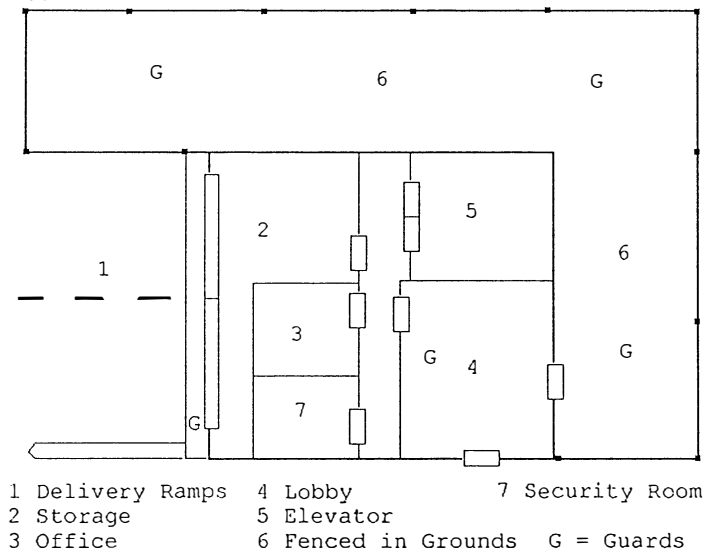 G 6 G
2 5
1 6
3 G 4 G
7
G
1 Delivery Ramps 4 Lobby 7 Security Room
2 Storage 5 Elevator
3 Office 6 Fenced in Grounds G = Guards